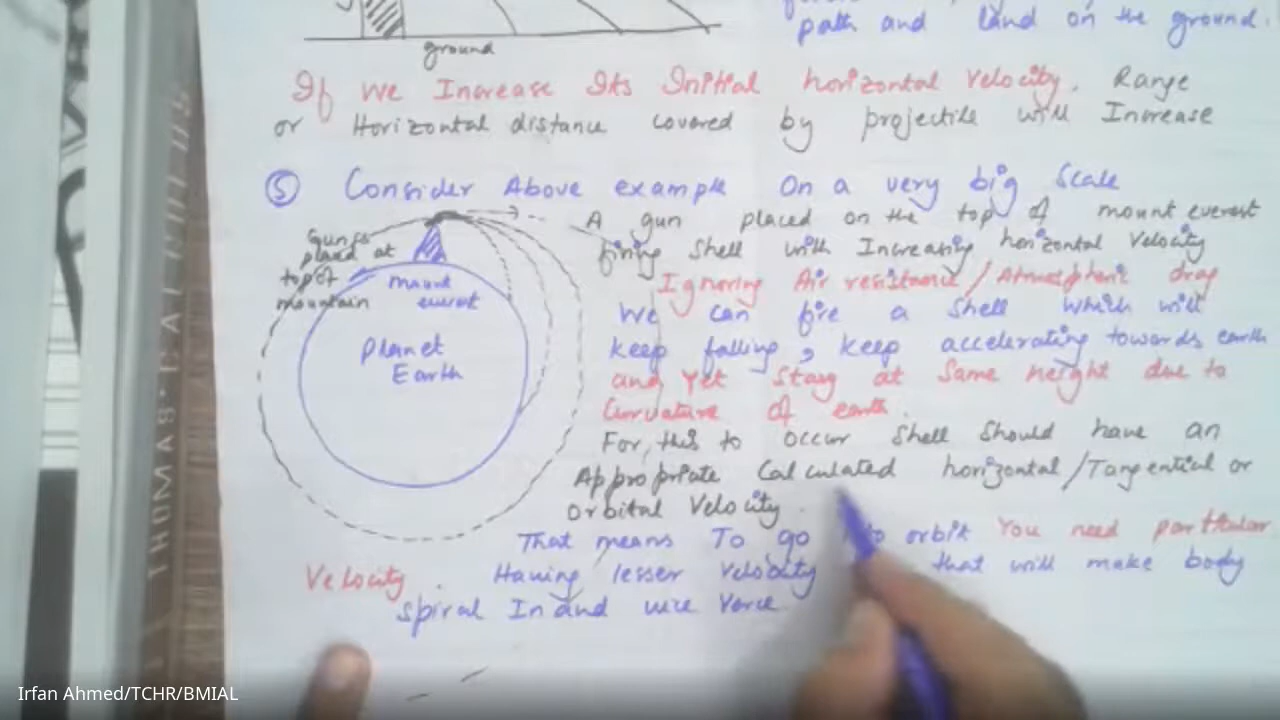 path and land on the ground.
ground
If we Increase Its Initial horizontal velocity. Range
or Horizontal distance covered by projectile will Increase
⑤ Consider Above example On a very big Scale
A gun placed on the top of mount everest
firing Shell with Increasing horizontal Velocity
Ignoring Air resistance/Atmospheric drag
We can fire a Shell which will
keep falling, keep accelerating towards earth
and yet Stay at Same height due to
Curvature of earth.
For, this to occur Shell Should have an
Appropriate Calculated horizontal/Tangential or
Orbital Velocity.
Gun is
placed at
top of
mountain
mount
everest
Planet
Earth
That means To go orbit You need particular
Velocity. Having lesser velocity that will make body
Spiral In and vice Verse
THOMAS' CALCULUS
Irfan Ahmed/TCHR/BMIAL